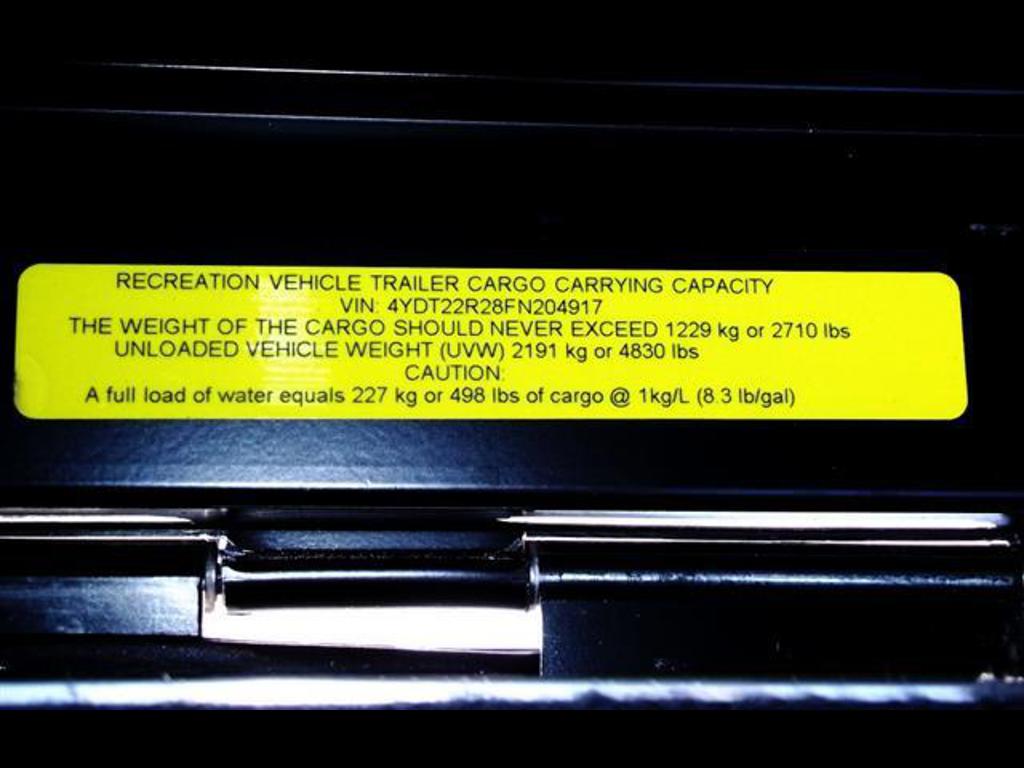 RECREATION VEHICLE TRAILER CARGO CARRYING CAPACITY
VIN: 4YDT22R28FN204917
THE WEIGHT OF THE CARGO SHOULD NEVER EXCEED 1229 kg or 2710 lbs
UNLOADED VEHICLE WEIGHT (UVW) 2191 kg or 4830 lbs
CAUTION:
A full load of water equals 227 kg or 498 lbs of cargo @ 1kg/L (8.3 lb/gal)